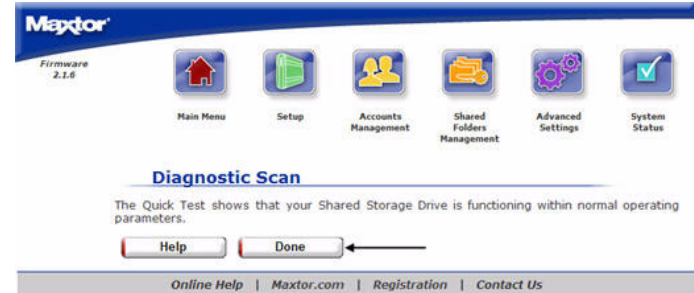 Maxtor
Firmware
2.1.6
Main Menu
Setup
Accounts
Management
Shared
Folders
Management
Advanced
Settings
System
Status
Diagnostic Scan
The Quick Test shows that your Shared Storage Drive is functioning within normal operating
parameters.
Help
Done
Online Help | Maxtor.com | Registration | Contact Us